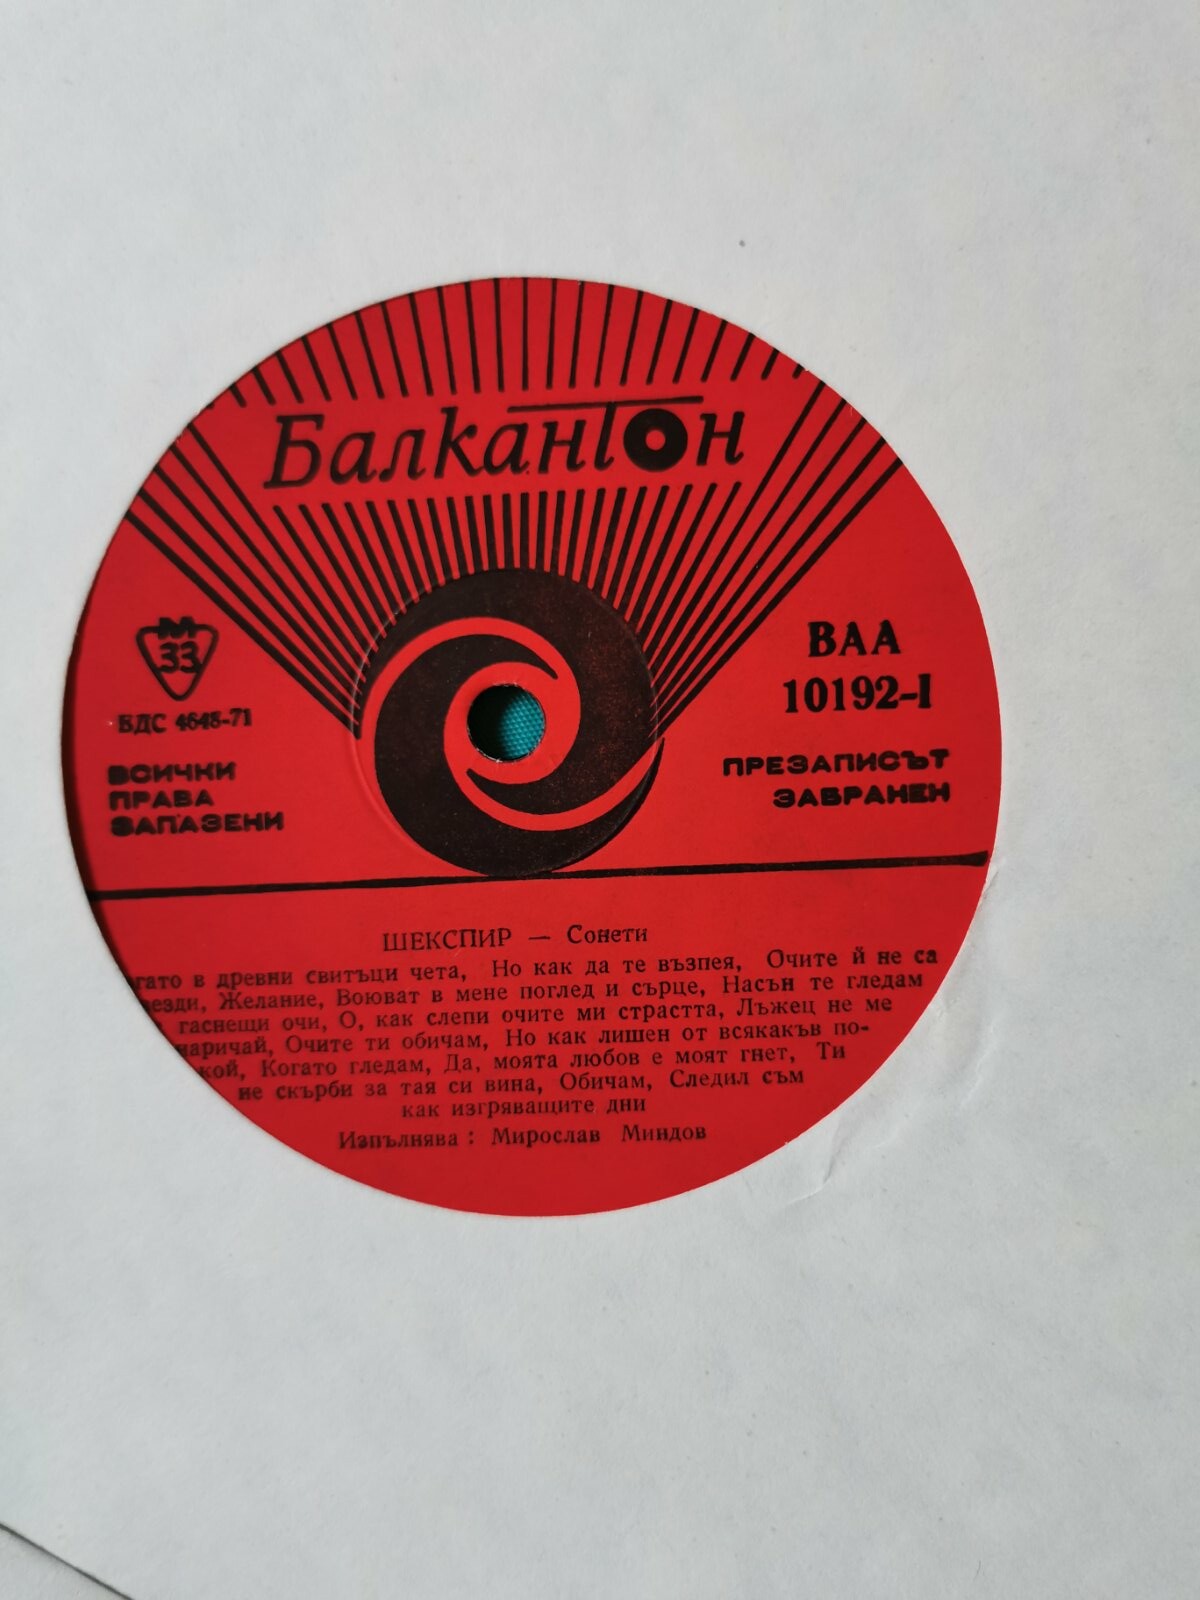 Балкантон
М
33
БДС 4648-71
ВСИЧКИ
ПРАВА
ЗАПАЗЕНИ
ВАА
10192-I
ПРЕЗАПИСЪТ
ЗАБРАНЕН
ШЕКСПИР — Сонети
гато в древни свитъци чета, Но как да те възпея, Очите й не са
везди, Желание, Воюват в мене поглед и сърце, Насън те гледам
гаснещи очи, О, как слепи очите ми страстта, Лъжец не ме
наричай, Очите ти обичам, Но как лишен от всякакъв по-
кой, Когато гледам, Да, моята любов е моят гнет, Ти
не скърби за тая си вина, Обичам, Следил съм
как изгряващите дни
Изпълнява : Мирослав Миндов